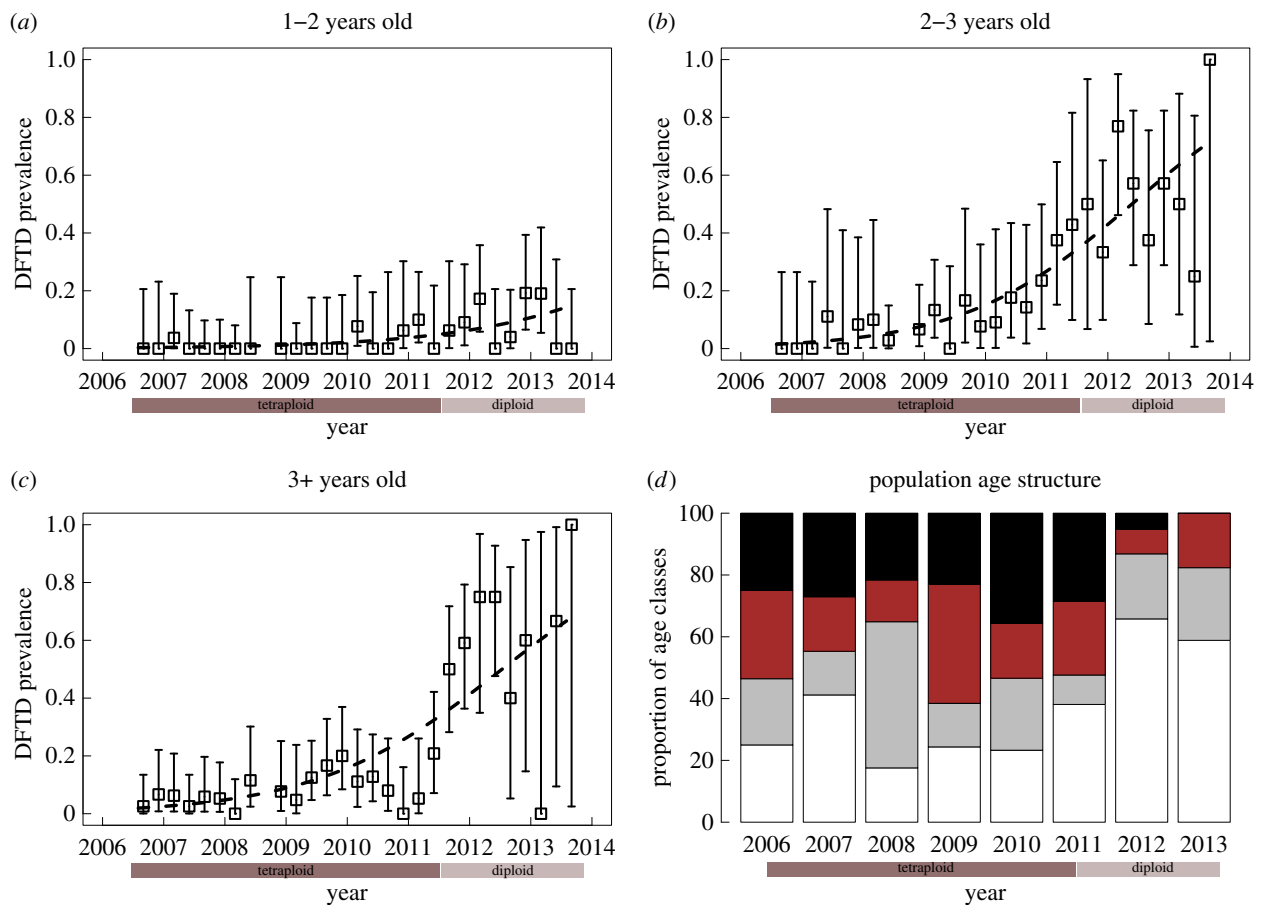 (a) 1–2 years old
1.0
0.8
0.6
0.4
0.2
0
DFTD prevalence
2006 2007 2008 2009 2010 2011 2012 2013 2014
tetraploid diploid
year
(b) 2–3 years old
1.0
0.8
0.6
0.4
0.2
0
DFTD prevalence
2006 2007 2008 2009 2010 2011 2012 2013 2014
tetraploid diploid
year
(c) 3+ years old
1.0
0.8
0.6
0.4
0.2
0
DFTD prevalence
2006 2007 2008 2009 2010 2011 2012 2013 2014
tetraploid diploid
year
(d) population age structure
100
80
60
40
20
0
proportion of age classes
2006 2007 2008 2009 2010 2011 2012 2013
tetraploid diploid
year